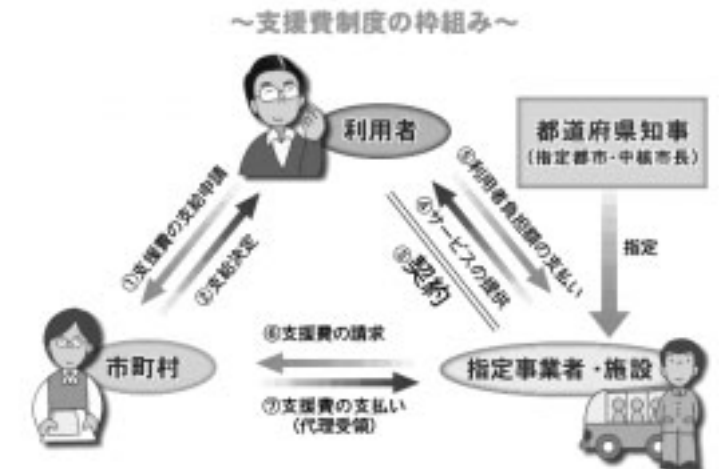 ~支援費制度の枠組み~
利用者
都道府県知事
(指定都市・中核市長)
①支援費の支給申請
②支給決定
③契約
④サービスの提供
⑤利用者負担額の支払い
指定
市町村
⑥支援費の請求
⑦支援費の支払い
(代理受領)
指定事業者・施設